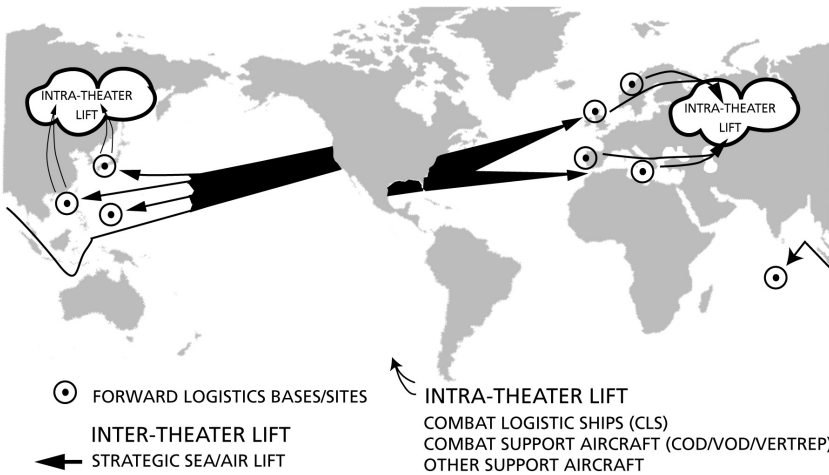 INTRA-THEATER
LIFT
INTRA-THEATER
LIFT
FORWARD LOGISTICS BASES/SITES
INTER-THEATER LIFT
STRATEGIC SEA/AIR LIFT
INTRA-THEATER LIFT
COMBAT LOGISTIC SHIPS (CLS)
COMBAT SUPPORT AIRCRAFT (COD/VOD/VERTREP)
OTHER SUPPORT AIRCRAFT